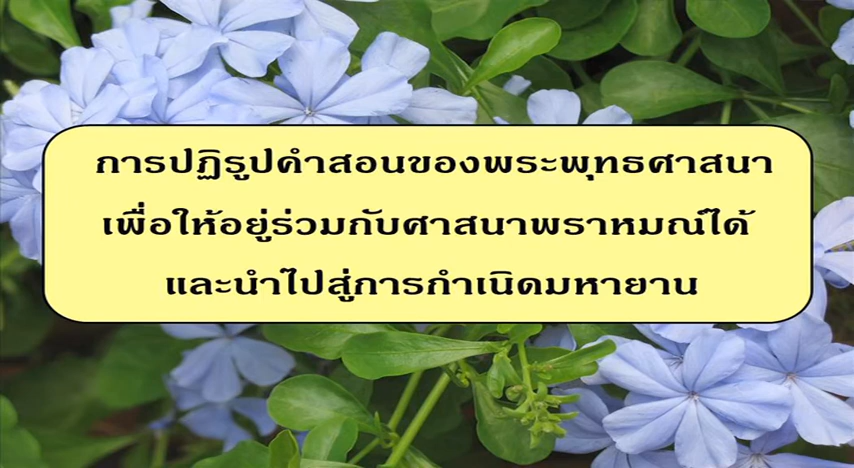 การปฏิรูปคำสอนของพระพุทธศาสนา
เพื่อให้อยู่ร่วมกับศาสนาพราหมณ์ได้
และนำไปสู่การกำเนิดมหายาน